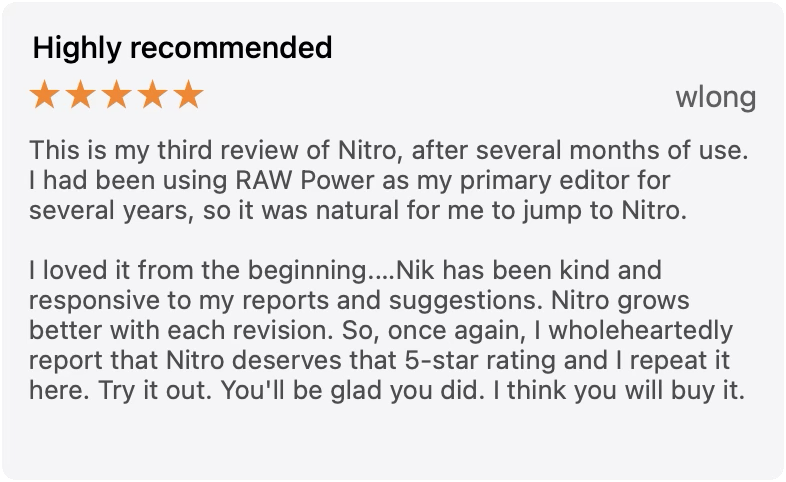 Highly recommended
wlong
This is my third review of Nitro, after several months of use.
I had been using RAW Power as my primary editor for
several years, so it was natural for me to jump to Nitro.
I loved it from the beginning....Nik has been kind and
responsive to my reports and suggestions. Nitro grows
better with each revision. So, once again, I wholeheartedly
report that Nitro deserves that 5-star rating and I repeat it
here. Try it out. You'll be glad you did. I think you will buy it.